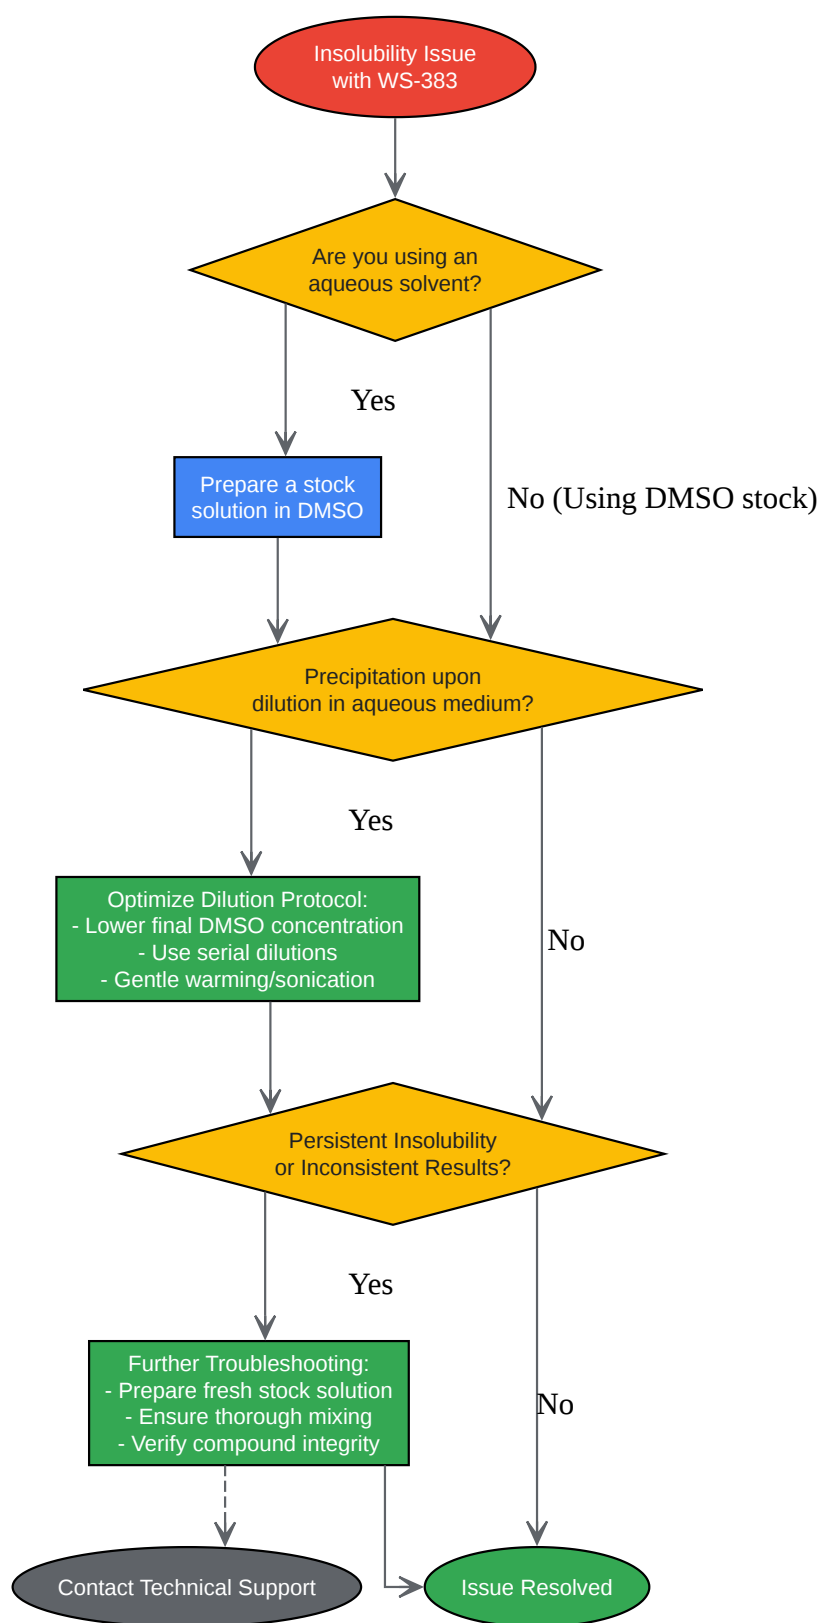 Insolubility Issue
with WS-383
Are you using an
aqueous solvent?
Yes
Prepare a stock
solution in DMSO
No (Using DMSO stock)
Precipitation upon
dilution in aqueous medium?
Yes
Optimize Dilution Protocol:
- Lower final DMSO concentration
- Use serial dilutions
- Gentle warming/sonication
No
Persistent Insolubility
or Inconsistent Results?
Yes
Further Troubleshooting:
- Prepare fresh stock solution
- Ensure thorough mixing
- Verify compound integrity
No
Contact Technical Support
Issue Resolved